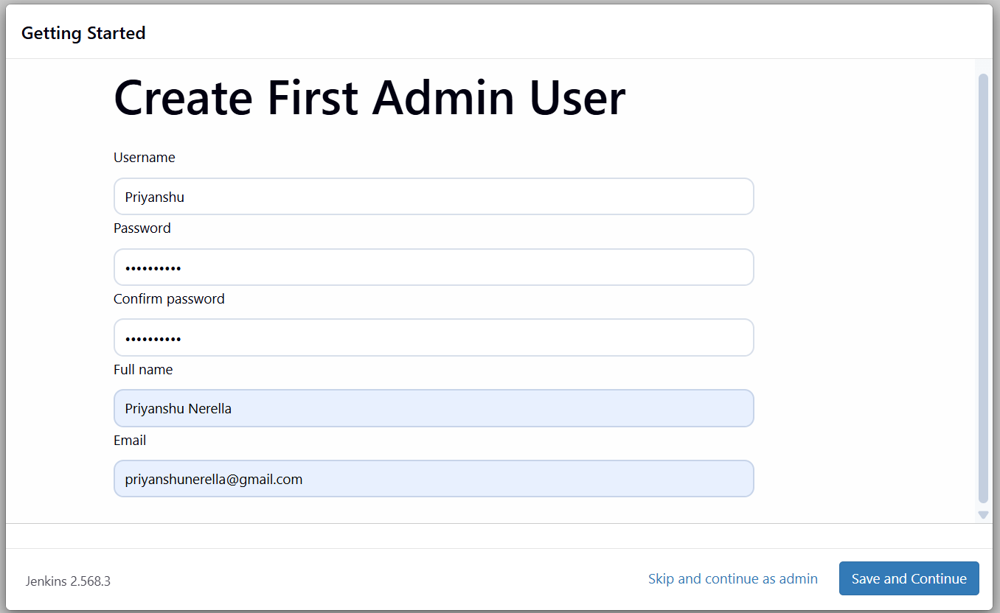 Getting Started
Create First Admin User
Username
Priyanshu
Password
••••••••••
Confirm password
••••••••••
Full name
Priyanshu Nerella
Email
priyanshunerella@gmail.com
Jenkins 2.568.3
Skip and continue as admin
Save and Continue